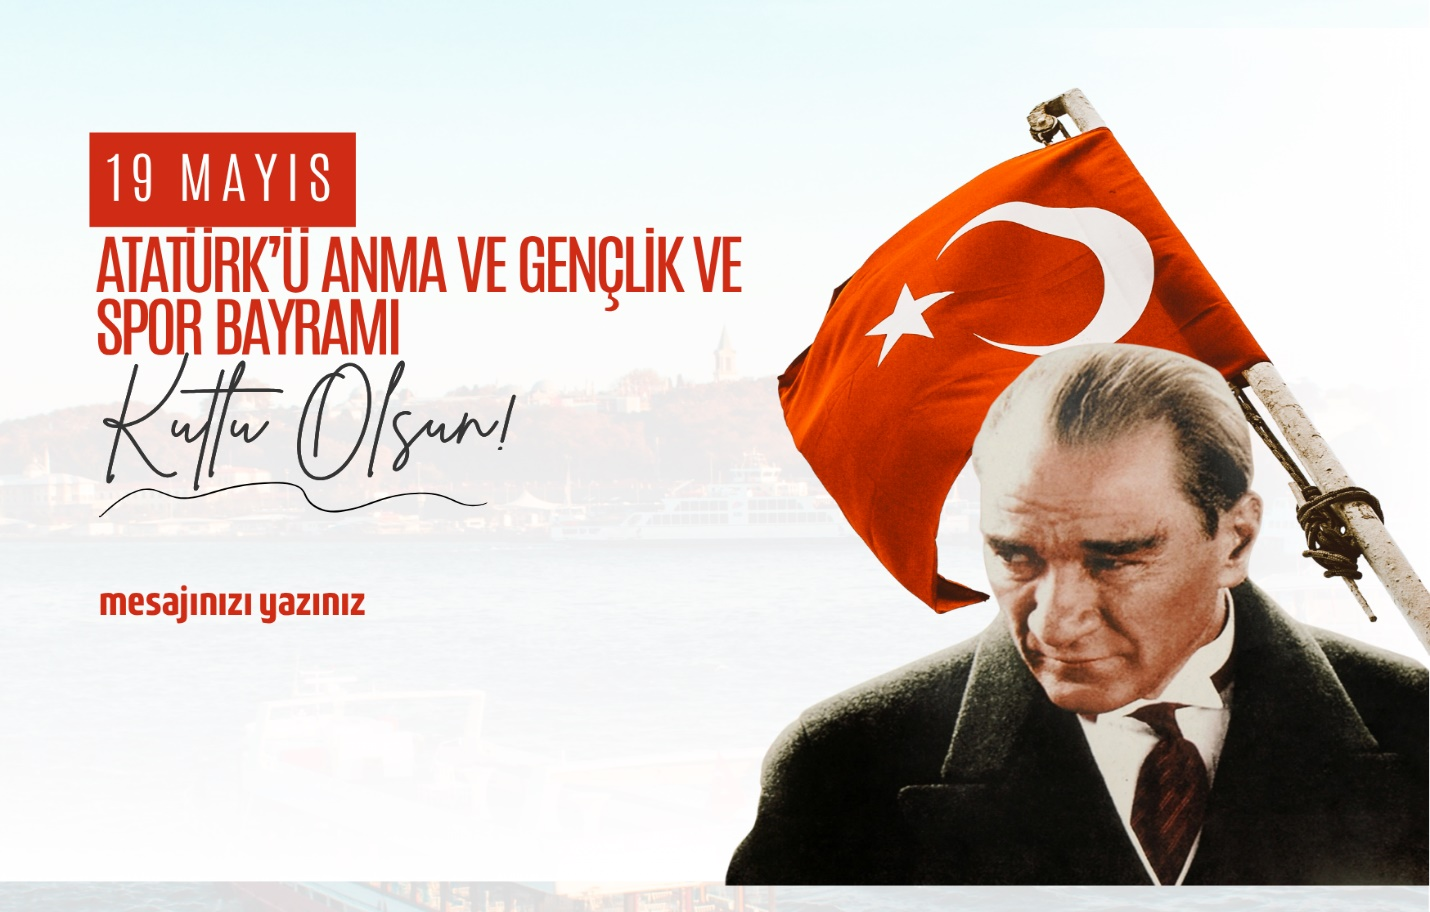 19 MAYIS
ATATÜRK’Ü ANMA VE GENÇLİK VE
SPOR BAYRAMI
Kutlu Olsun!
mesajınızı yazınız